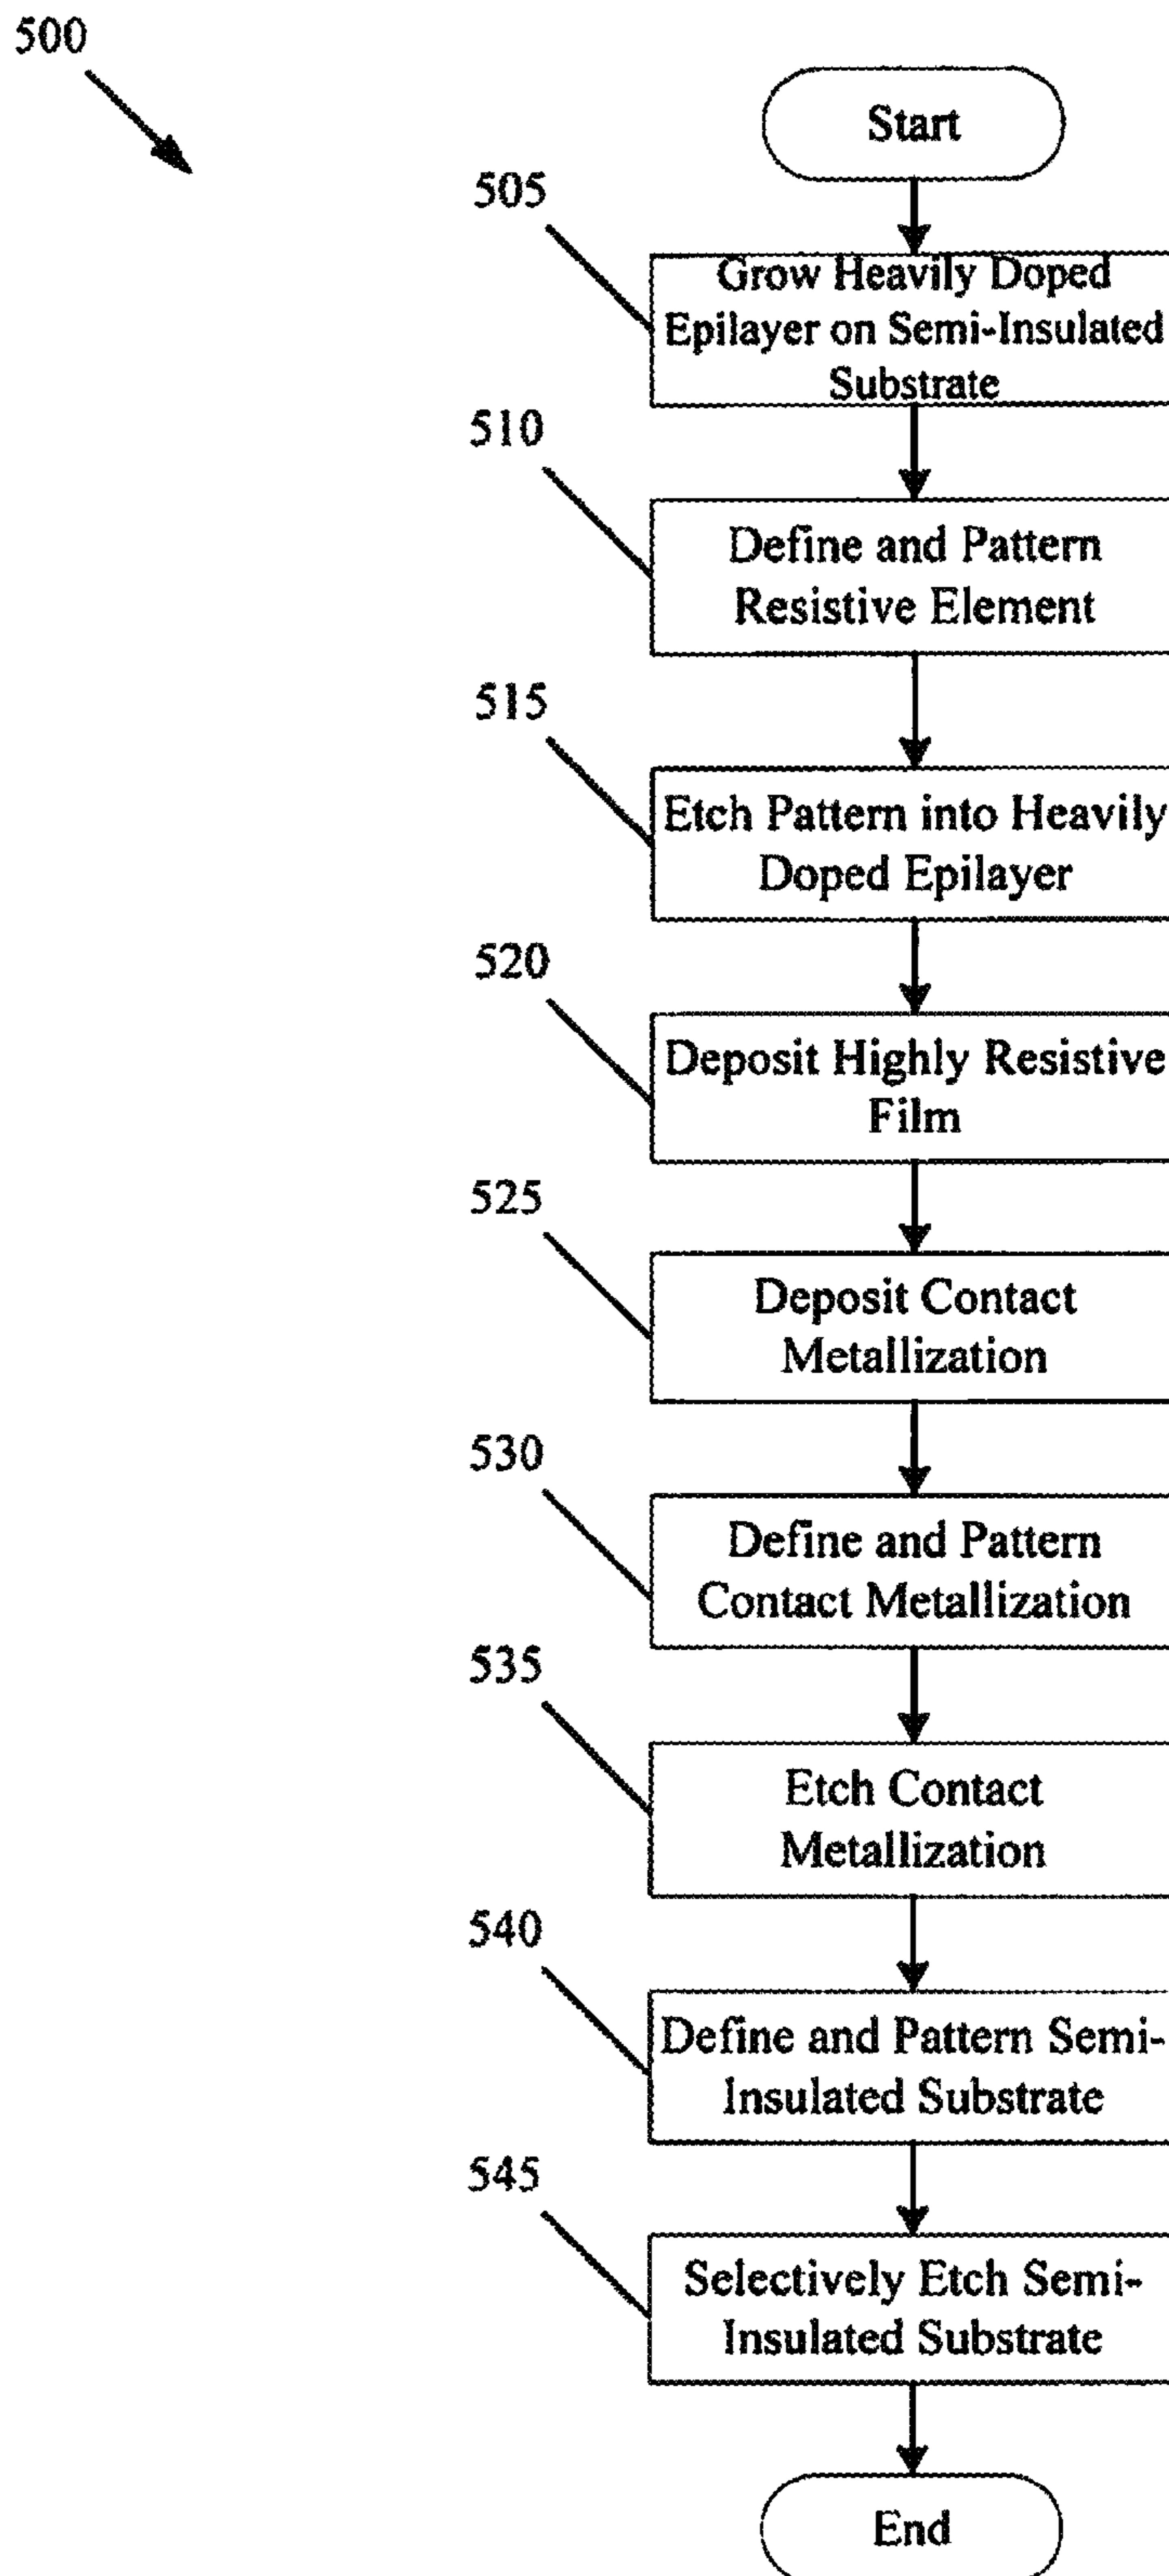 500
Start
505
Grow Heavily Doped
Epilayer on Semi-Insulated
Substrate
510
Define and Pattern
Resistive Element
515
Etch Pattern into Heavily
Doped Epilayer
520
Deposit Highly Resistive
Film
525
Deposit Contact
Metallization
530
Define and Pattern
Contact Metallization
535
Etch Contact
Metallization
540
Define and Pattern Semi-
Insulated Substrate
545
Selectively Etch Semi-
Insulated Substrate
End